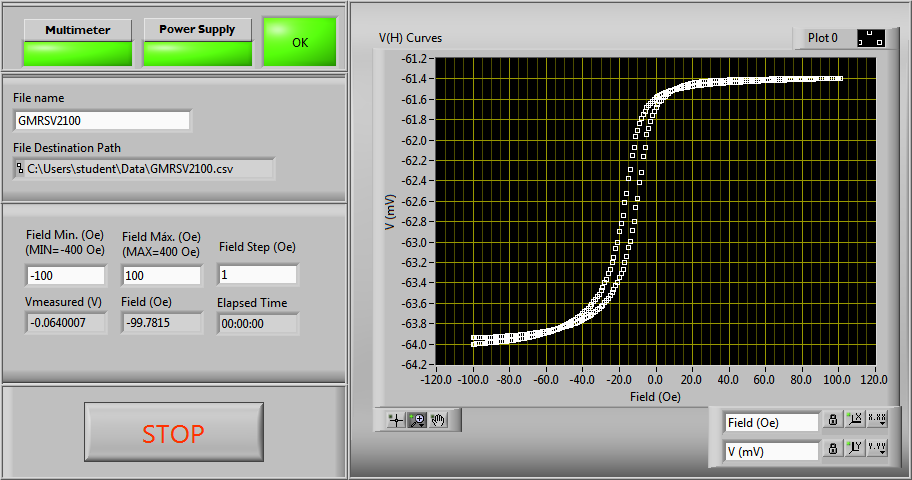 Multimeter
Power Supply
OK
File name
GMRSV2100
File Destination Path
C:\Users\student\Data\GMRSV2100.csv
Field Min. (Oe)
(MIN=-400 Oe)
Field Máx. (Oe)
(MAX=400 Oe)
Field Step (Oe)
-100
100
1
Vmeasured (V)
Field (Oe)
Elapsed Time
-0.0640007
-99.7815
00:00:00
STOP
V(H) Curves
Plot 0
V (mV)
-61.2
-61.4
-61.6
-61.8
-62.0
-62.2
-62.4
-62.6
-62.8
-63.0
-63.2
-63.4
-63.6
-63.8
-64.0
-64.2
-120.0 -100.0 -80.0 -60.0 -40.0 -20.0 0.0 20.0 40.0 60.0 80.0 100.0 120.0
Field (Oe)
Field (Oe)
X
X.XX
V (mV)
Y
Y.YY